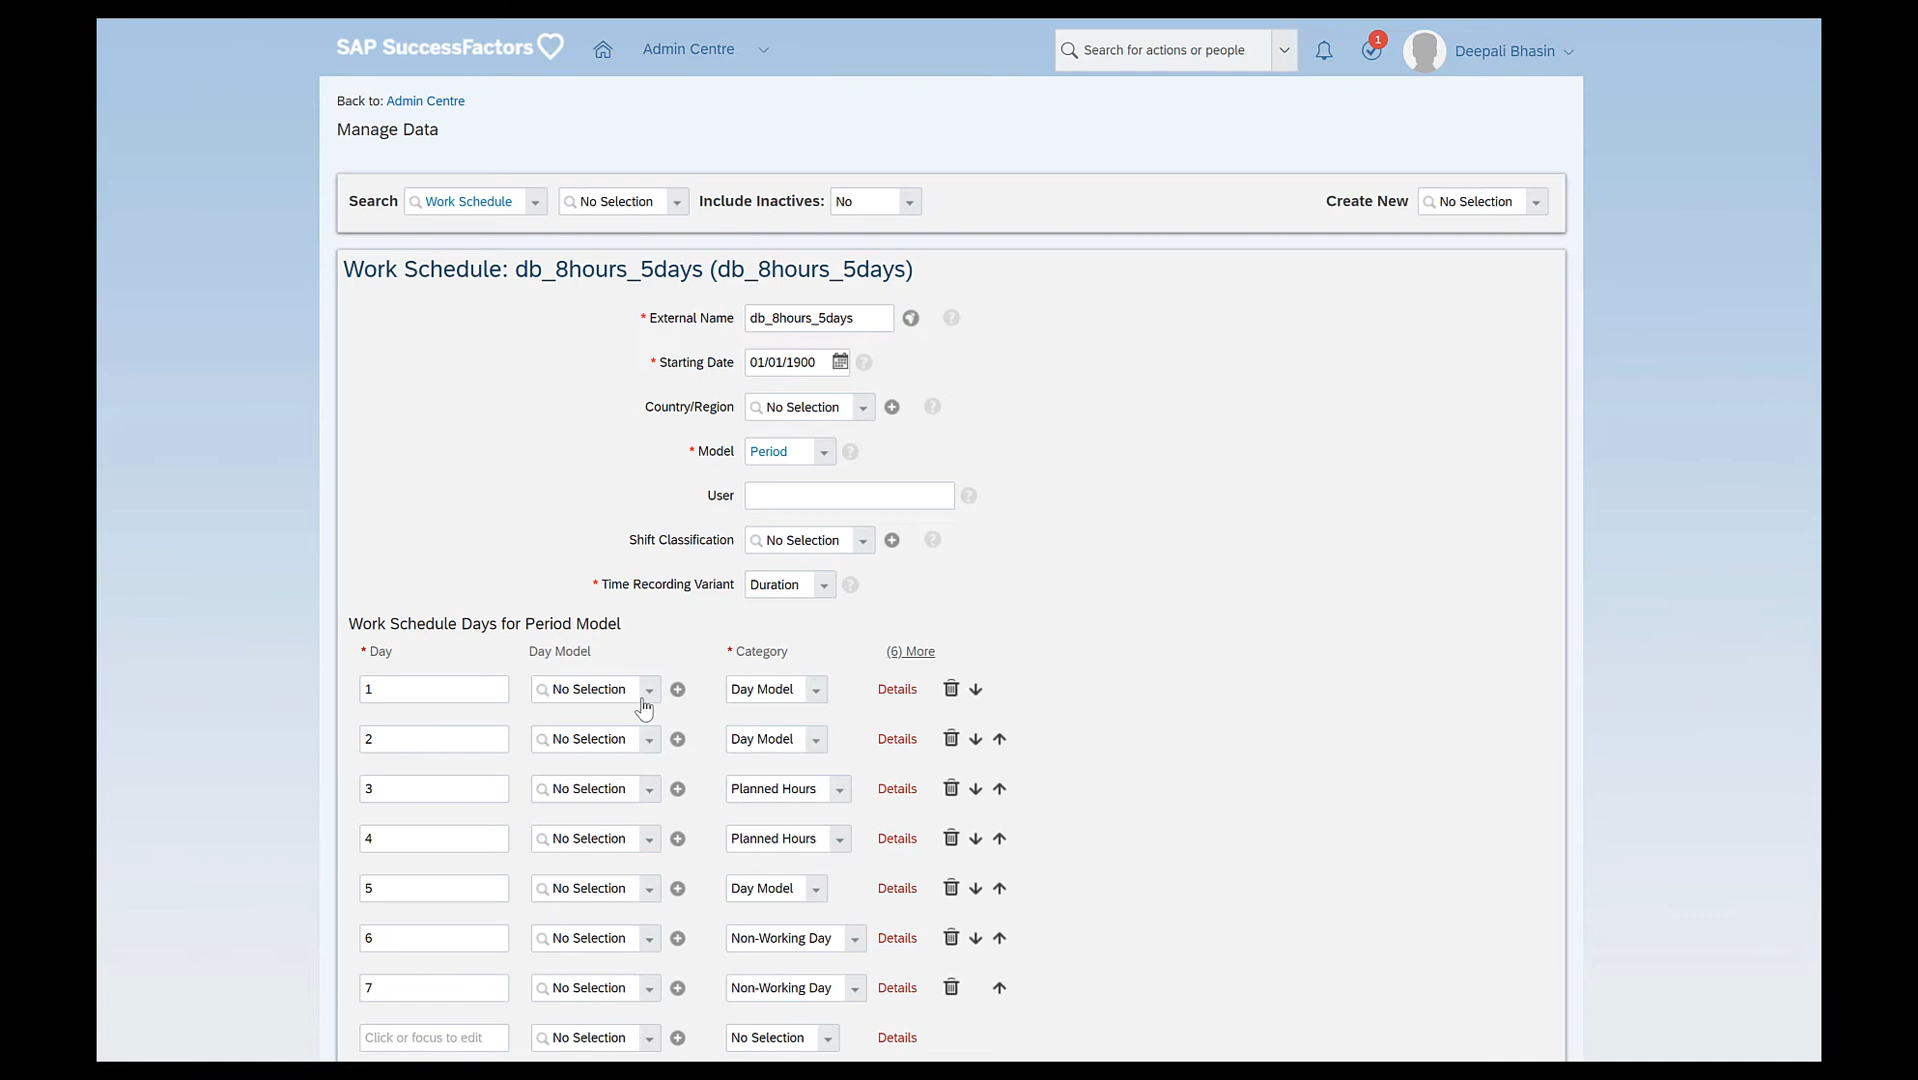 SAP SuccessFactors Admin Centre Search for actions or people 1 Deepali Bhasin
Back to: Admin Centre
Manage Data
Search Work Schedule No Selection Include Inactives: No Create New No Selection
Work Schedule: db_8hours_5days (db_8hours_5days)
* External Name db_8hours_5days ?
* Starting Date 01/01/1900 ?
Country/Region No Selection ?
* Model Period ?
User ?
Shift Classification No Selection ?
* Time Recording Variant Duration ?
Work Schedule Days for Period Model
* Day Day Model * Category (6) More
1 No Selection Day Model Details
2 No Selection Day Model Details
3 No Selection Planned Hours Details
4 No Selection Planned Hours Details
5 No Selection Day Model Details
6 No Selection Non-Working Day Details
7 No Selection Non-Working Day Details
Click or focus to edit No Selection No Selection Details